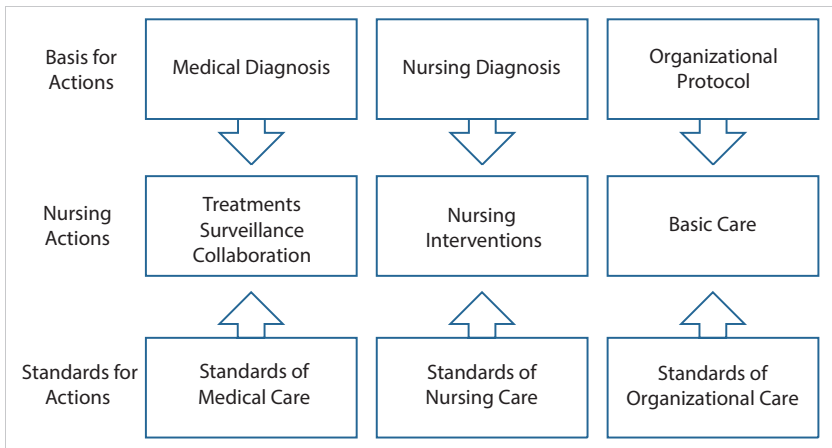 Basis for
Actions
Medical Diagnosis
Nursing Diagnosis
Organizational
Protocol
Nursing
Actions
Treatments
Surveillance
Collaboration
Nursing
Interventions
Basic Care
Standards for
Actions
Standards of
Medical Care
Standards of
Nursing Care
Standards of
Organizational Care